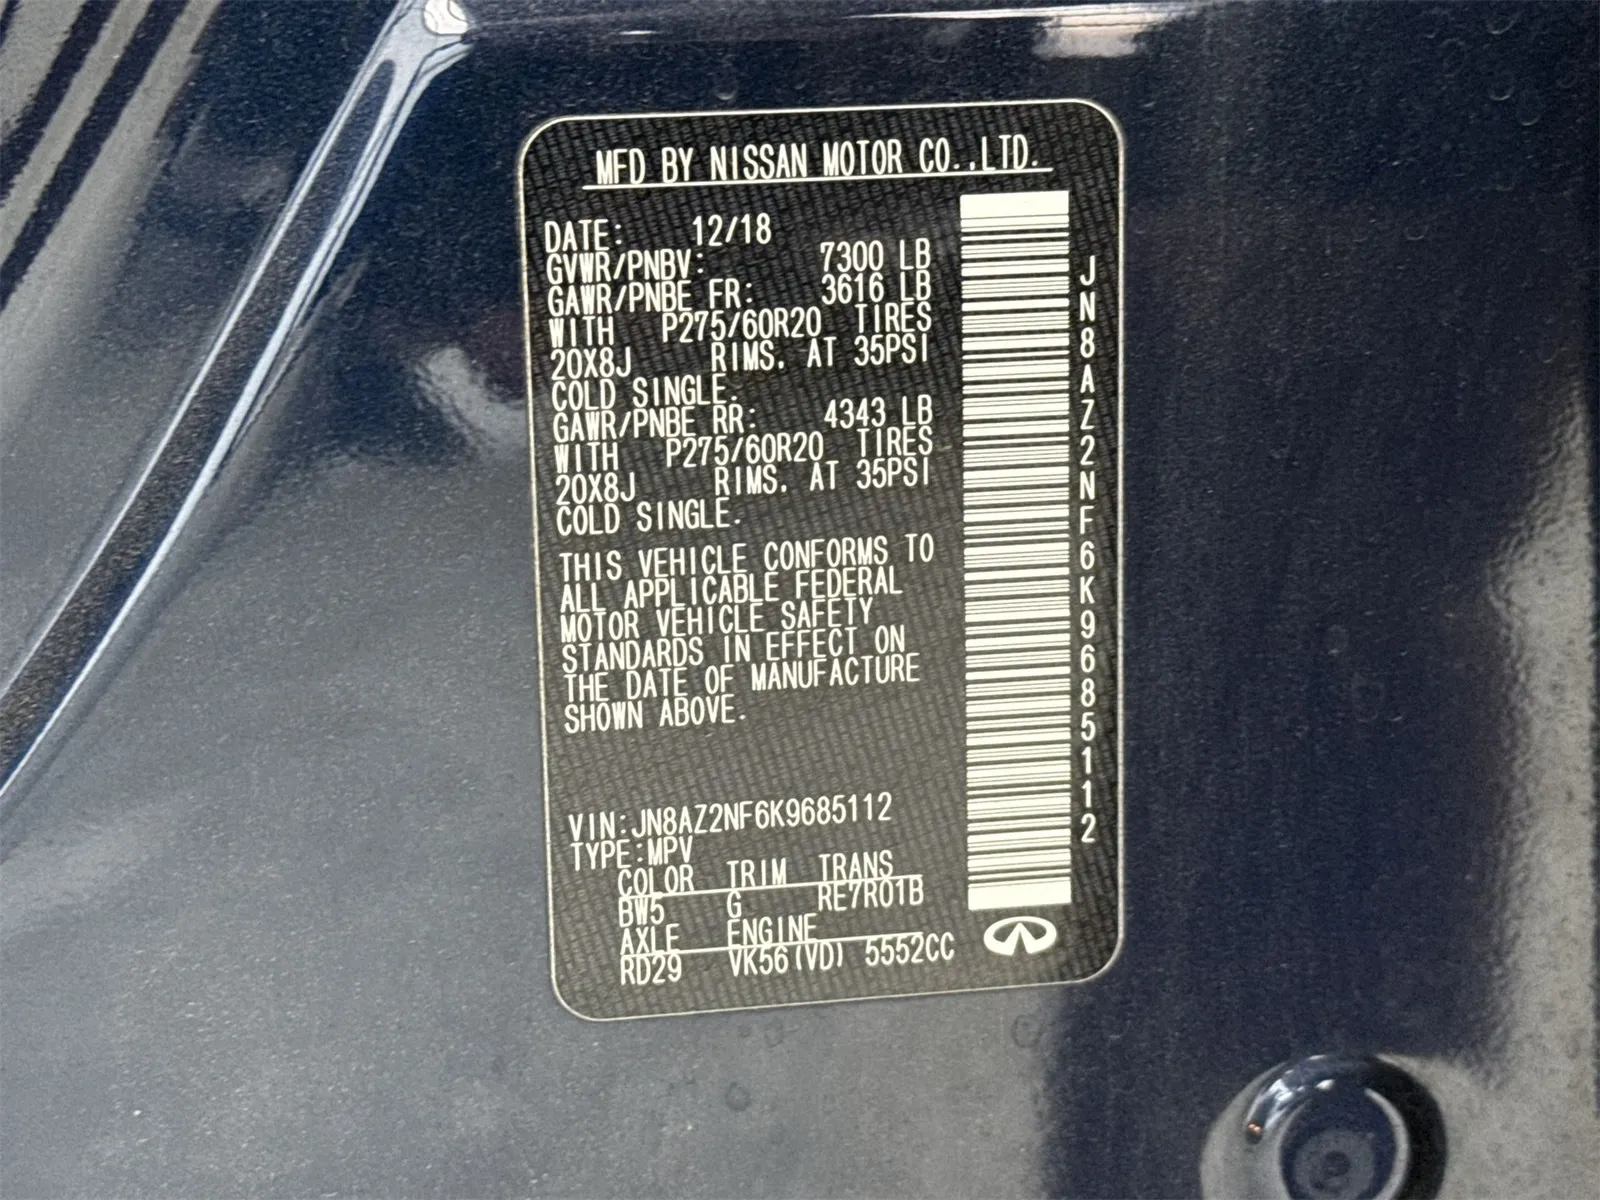 MFD BY NISSAN MOTOR CO.,LTD.
DATE: 12/18
GVWR/PNBV: 7300 LB
GAWR/PNBE FR: 3616 LB
WITH P275/60R20 TIRES
20X8J RIMS. AT 35PSI
COLD SINGLE.
GAWR/PNBE RR: 4343 LB
WITH P275/60R20 TIRES
20X8J RIMS. AT 35PSI
COLD SINGLE.
THIS VEHICLE CONFORMS TO
ALL APPLICABLE FEDERAL
MOTOR VEHICLE SAFETY
STANDARDS IN EFFECT ON
THE DATE OF MANUFACTURE
SHOWN ABOVE.
VIN:JN8AZ2NF6K9685112
TYPE:MPV
COLOR TRIM TRANS
BW5 G RE7R01B
AXLE ENGINE
RD29 VK56(VD) 5552CC
JN8AZ2NF6K9685112